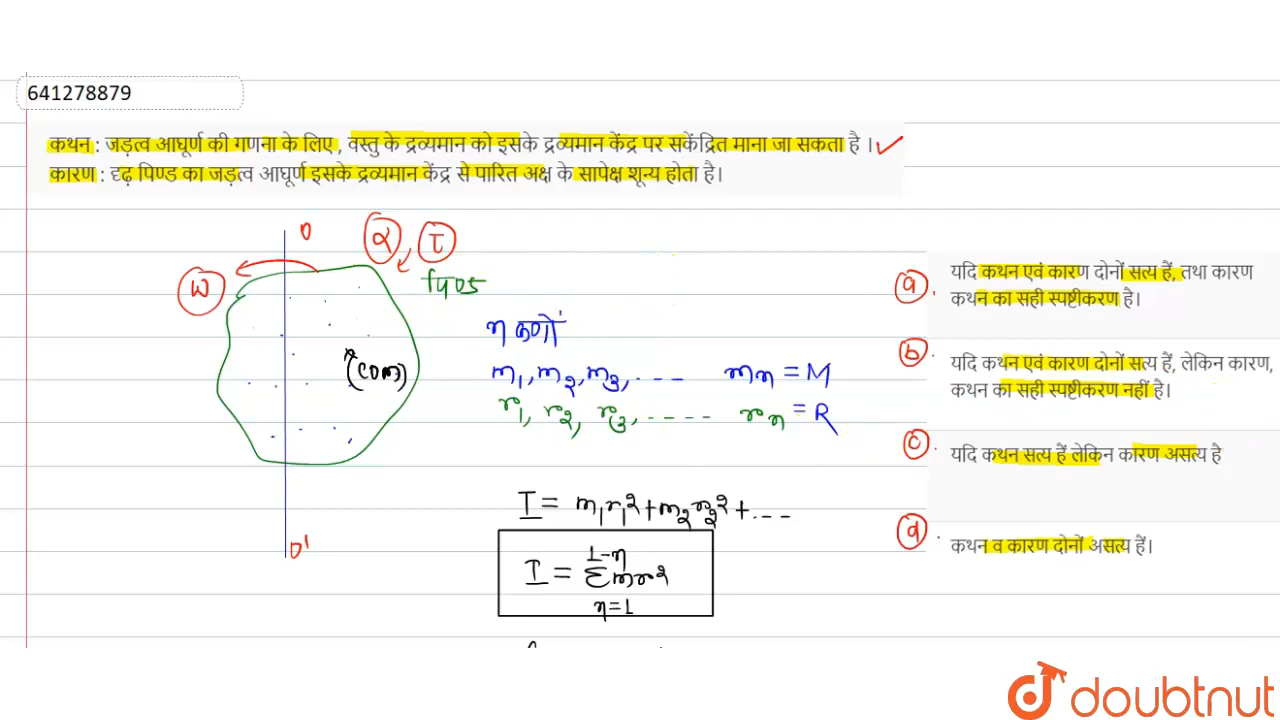 641278879
कथन : जड़त्व आघूर्ण की गणना के लिए , वस्तु के द्रव्यमान को इसके द्रव्यमान केंद्र पर सकेंद्रित माना जा सकता है ।
कारण : दृढ़ पिण्ड का जड़त्व आघूर्ण इसके द्रव्यमान केंद्र से पारित अक्ष के सापेक्ष शून्य होता है।
O
α
τ
ω
पिण्ड
(COM)
O'
n कणों
m₁, m₂, m₃, ---- mₙ = M
r₁, r₂, r₃, ----- rₙ = R
I = m₁r₁² + m₂r₂² + ----
1-n
I = Σmr²
n=1
a
यदि कथन एवं कारण दोनों सत्य हैं, तथा कारण
कथन का सही स्पष्टीकरण है।
b
यदि कथन एवं कारण दोनों सत्य हैं, लेकिन कारण,
कथन का सही स्पष्टीकरण नहीं है।
c
यदि कथन सत्य हैं लेकिन कारण असत्य है
d
कथन व कारण दोनों असत्य हैं।
doubtnut